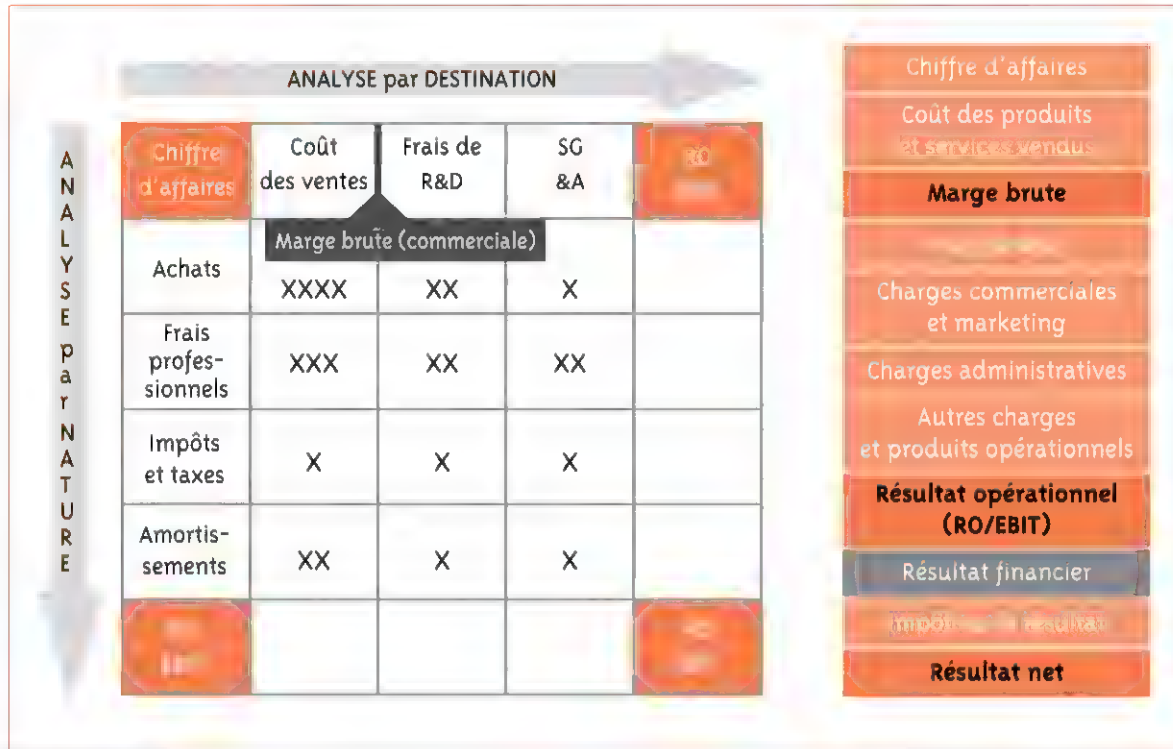 ANALYSE par DESTINATION
ANALYSE par NATURE
Chiffre
d'affaires
Coût
des ventes
Frais de
R&D
SG
&A
Marge brute (commerciale)
Achats
XXXX
XX
X
Frais
profes-
sionnels
XXX
XX
XX
Impôts
et taxes
X
X
X
Amortis-
sements
XX
X
X
Chiffre d'affaires
Coût des produits
et services vendus
Marge brute
Charges commerciales
et marketing
Charges administratives
Autres charges
et produits opérationnels
Résultat opérationnel
(RO/EBIT)
Résultat financier
Résultat net